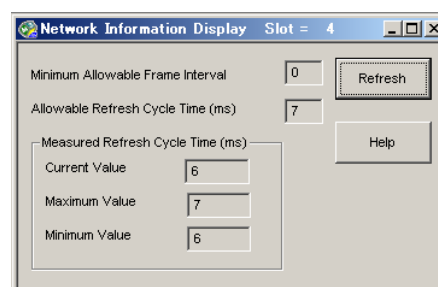 Network Information Display Slot = 4
Minimum Allowable Frame Interval 0 Refresh
Allowable Refresh Cycle Time (ms) 7
Measured Refresh Cycle Time (ms) Help
Current Value 6
Maximum Value 7
Minimum Value 6